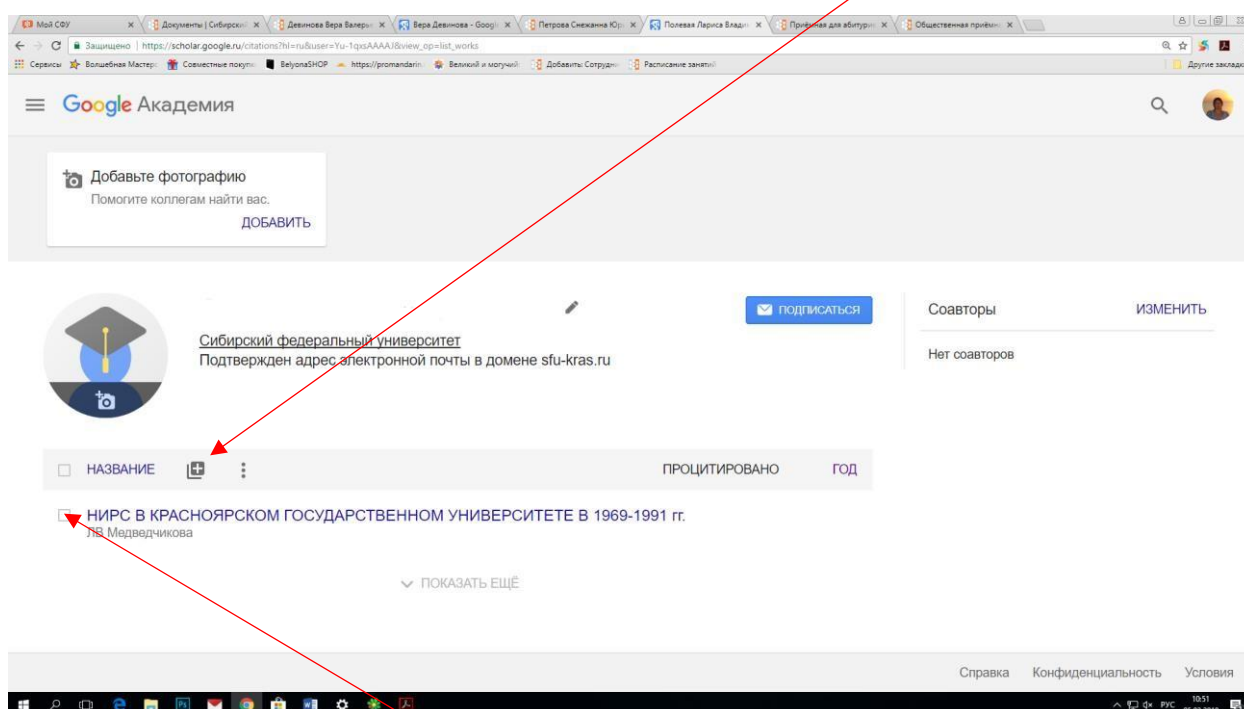 Мой СФУ
Документы | Сибирски
Девинова Вера Валерье
Вера Девинова - Googl
Петрова Снежанна Юр
Полевая Лариса Влади
Приёмная для абитури
Общественная приёмн
Защищено | https://scholar.google.ru/citations?hl=ru&user=Yu-1qxsAAAAJ&view_op=list_works
Сервисы Волшебная Мастер Совместные покупк BelyonaSHOP https://promandarin. Великий и могучий Добавить: Сотрудн Расписание занятий Другие заклад
Google Академия
Добавьте фотографию
Помогите коллегам найти вас.
ДОБАВИТЬ
ПОДПИСАТЬСЯ
Сибирский федеральный университет
Подтвержден адрес электронной почты в домене sfu-kras.ru
Соавторы ИЗМЕНИТЬ
Нет соавторов
НАЗВАНИЕ ПРОЦИТИРОВАНО ГОД
НИРС В КРАСНОЯРСКОМ ГОСУДАРСТВЕННОМ УНИВЕРСИТЕТЕ В 1969-1991 гг.
ЛВ Медведчикова
ПОКАЗАТЬ ЕЩЁ
Справка Конфиденциальность Условия
РУС 10:51